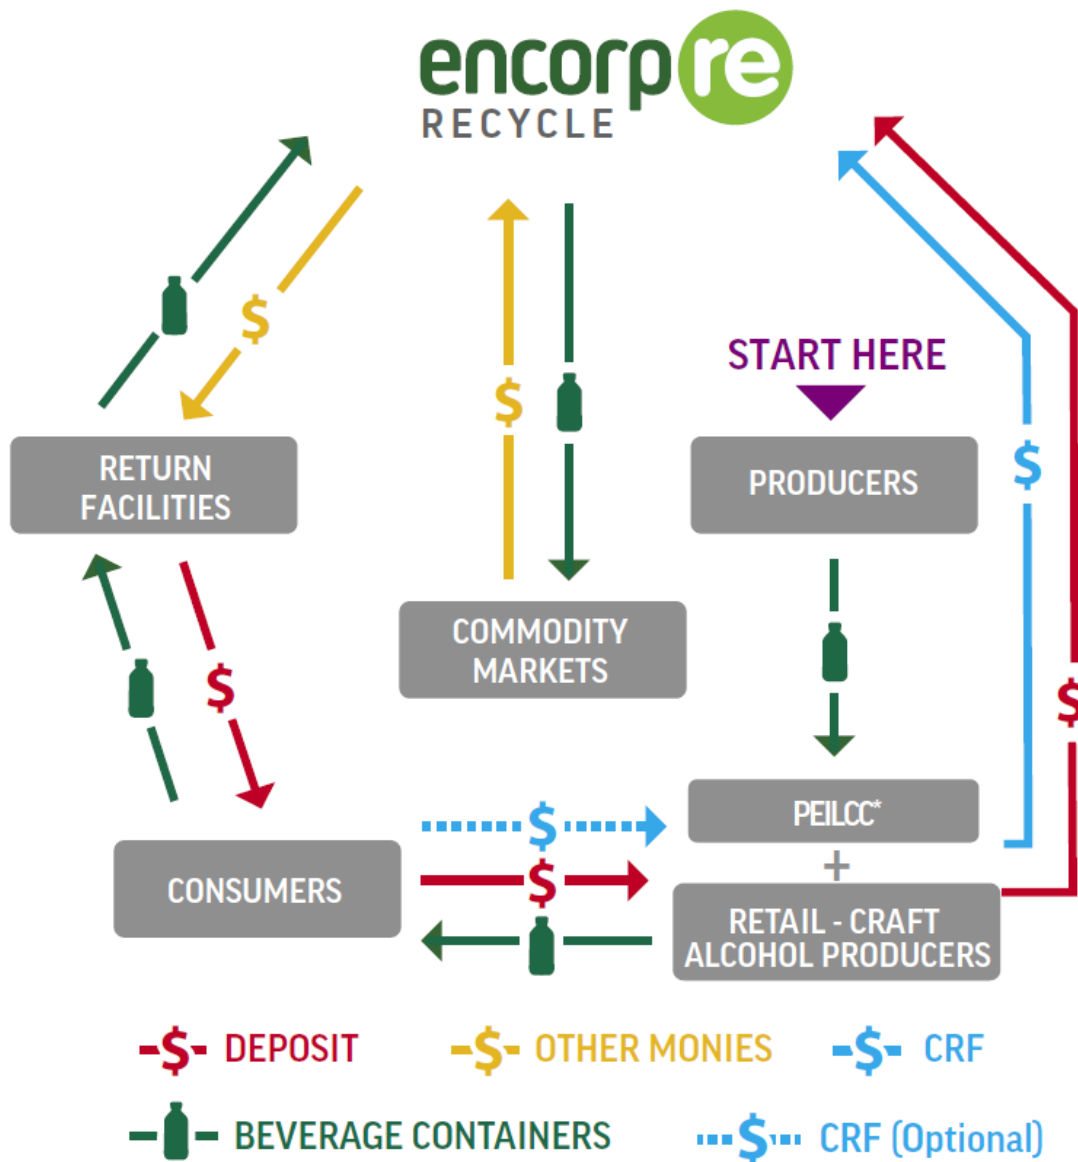 encorp re
RECYCLE
$
$
START HERE
$
$
RETURN
FACILITIES
PRODUCERS
COMMODITY
MARKETS
$
$
PEILCC*
$
+
CONSUMERS
$
RETAIL - CRAFT
ALCOHOL PRODUCERS
$ DEPOSIT
$ OTHER MONIES
$ CRF
BEVERAGE CONTAINERS
$ CRF (Optional)